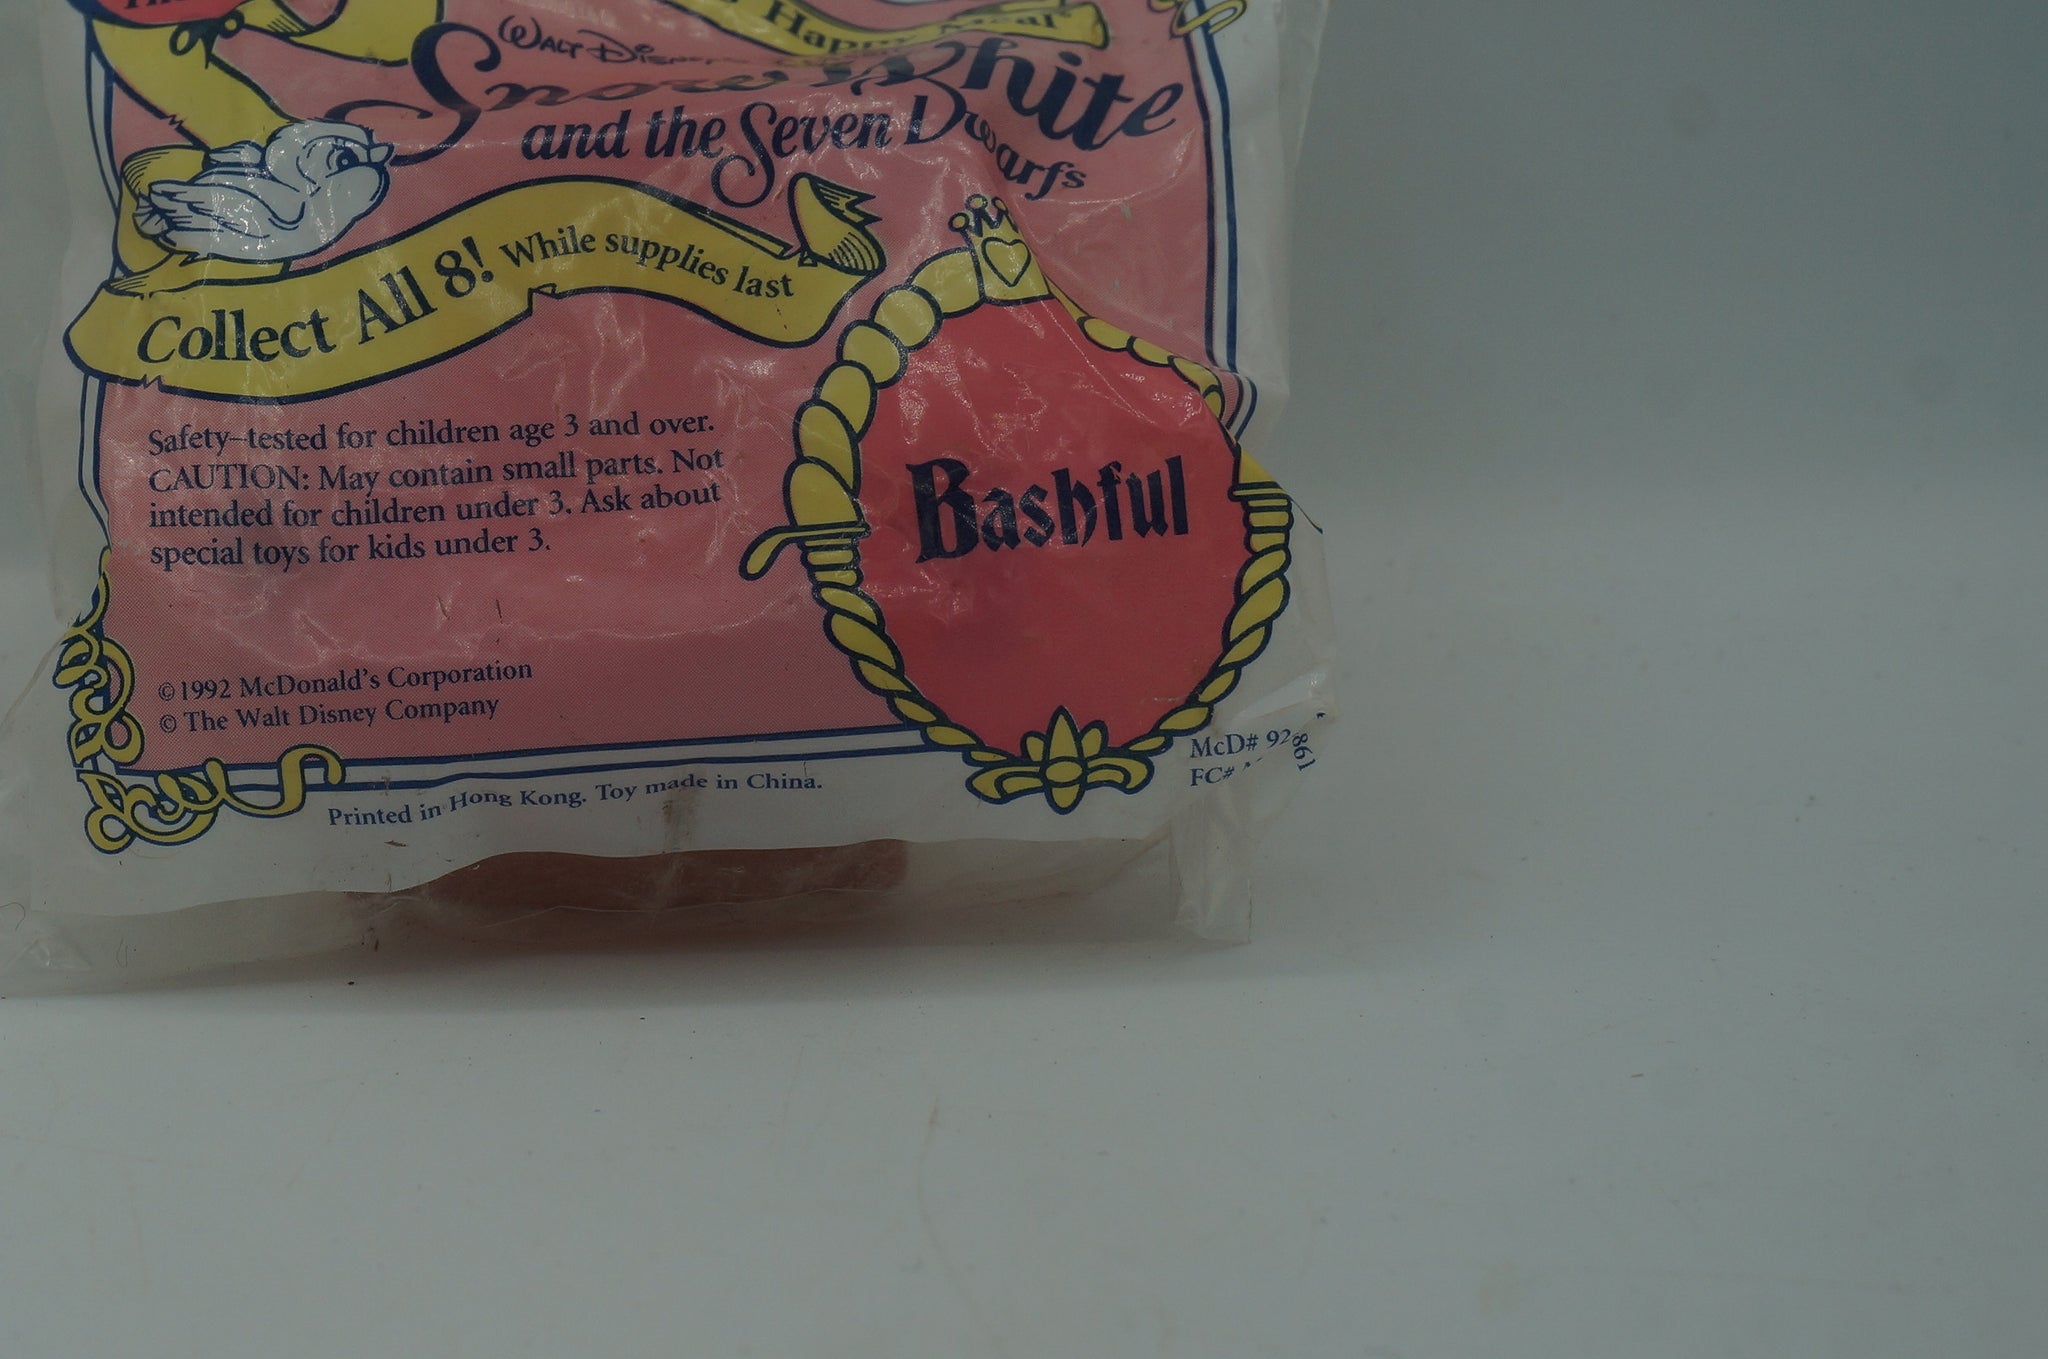 Happy Meal
Walt Disney
Snow White
and the Seven Dwarfs
Collect All 8! While supplies last
Safety–tested for children age 3 and over.
CAUTION: May contain small parts. Not
intended for children under 3. Ask about
special toys for kids under 3.
Bashful
©1992 McDonald's Corporation
© The Walt Disney Company
McD# 92
861
FC#
Printed in Hong Kong. Toy made in China.